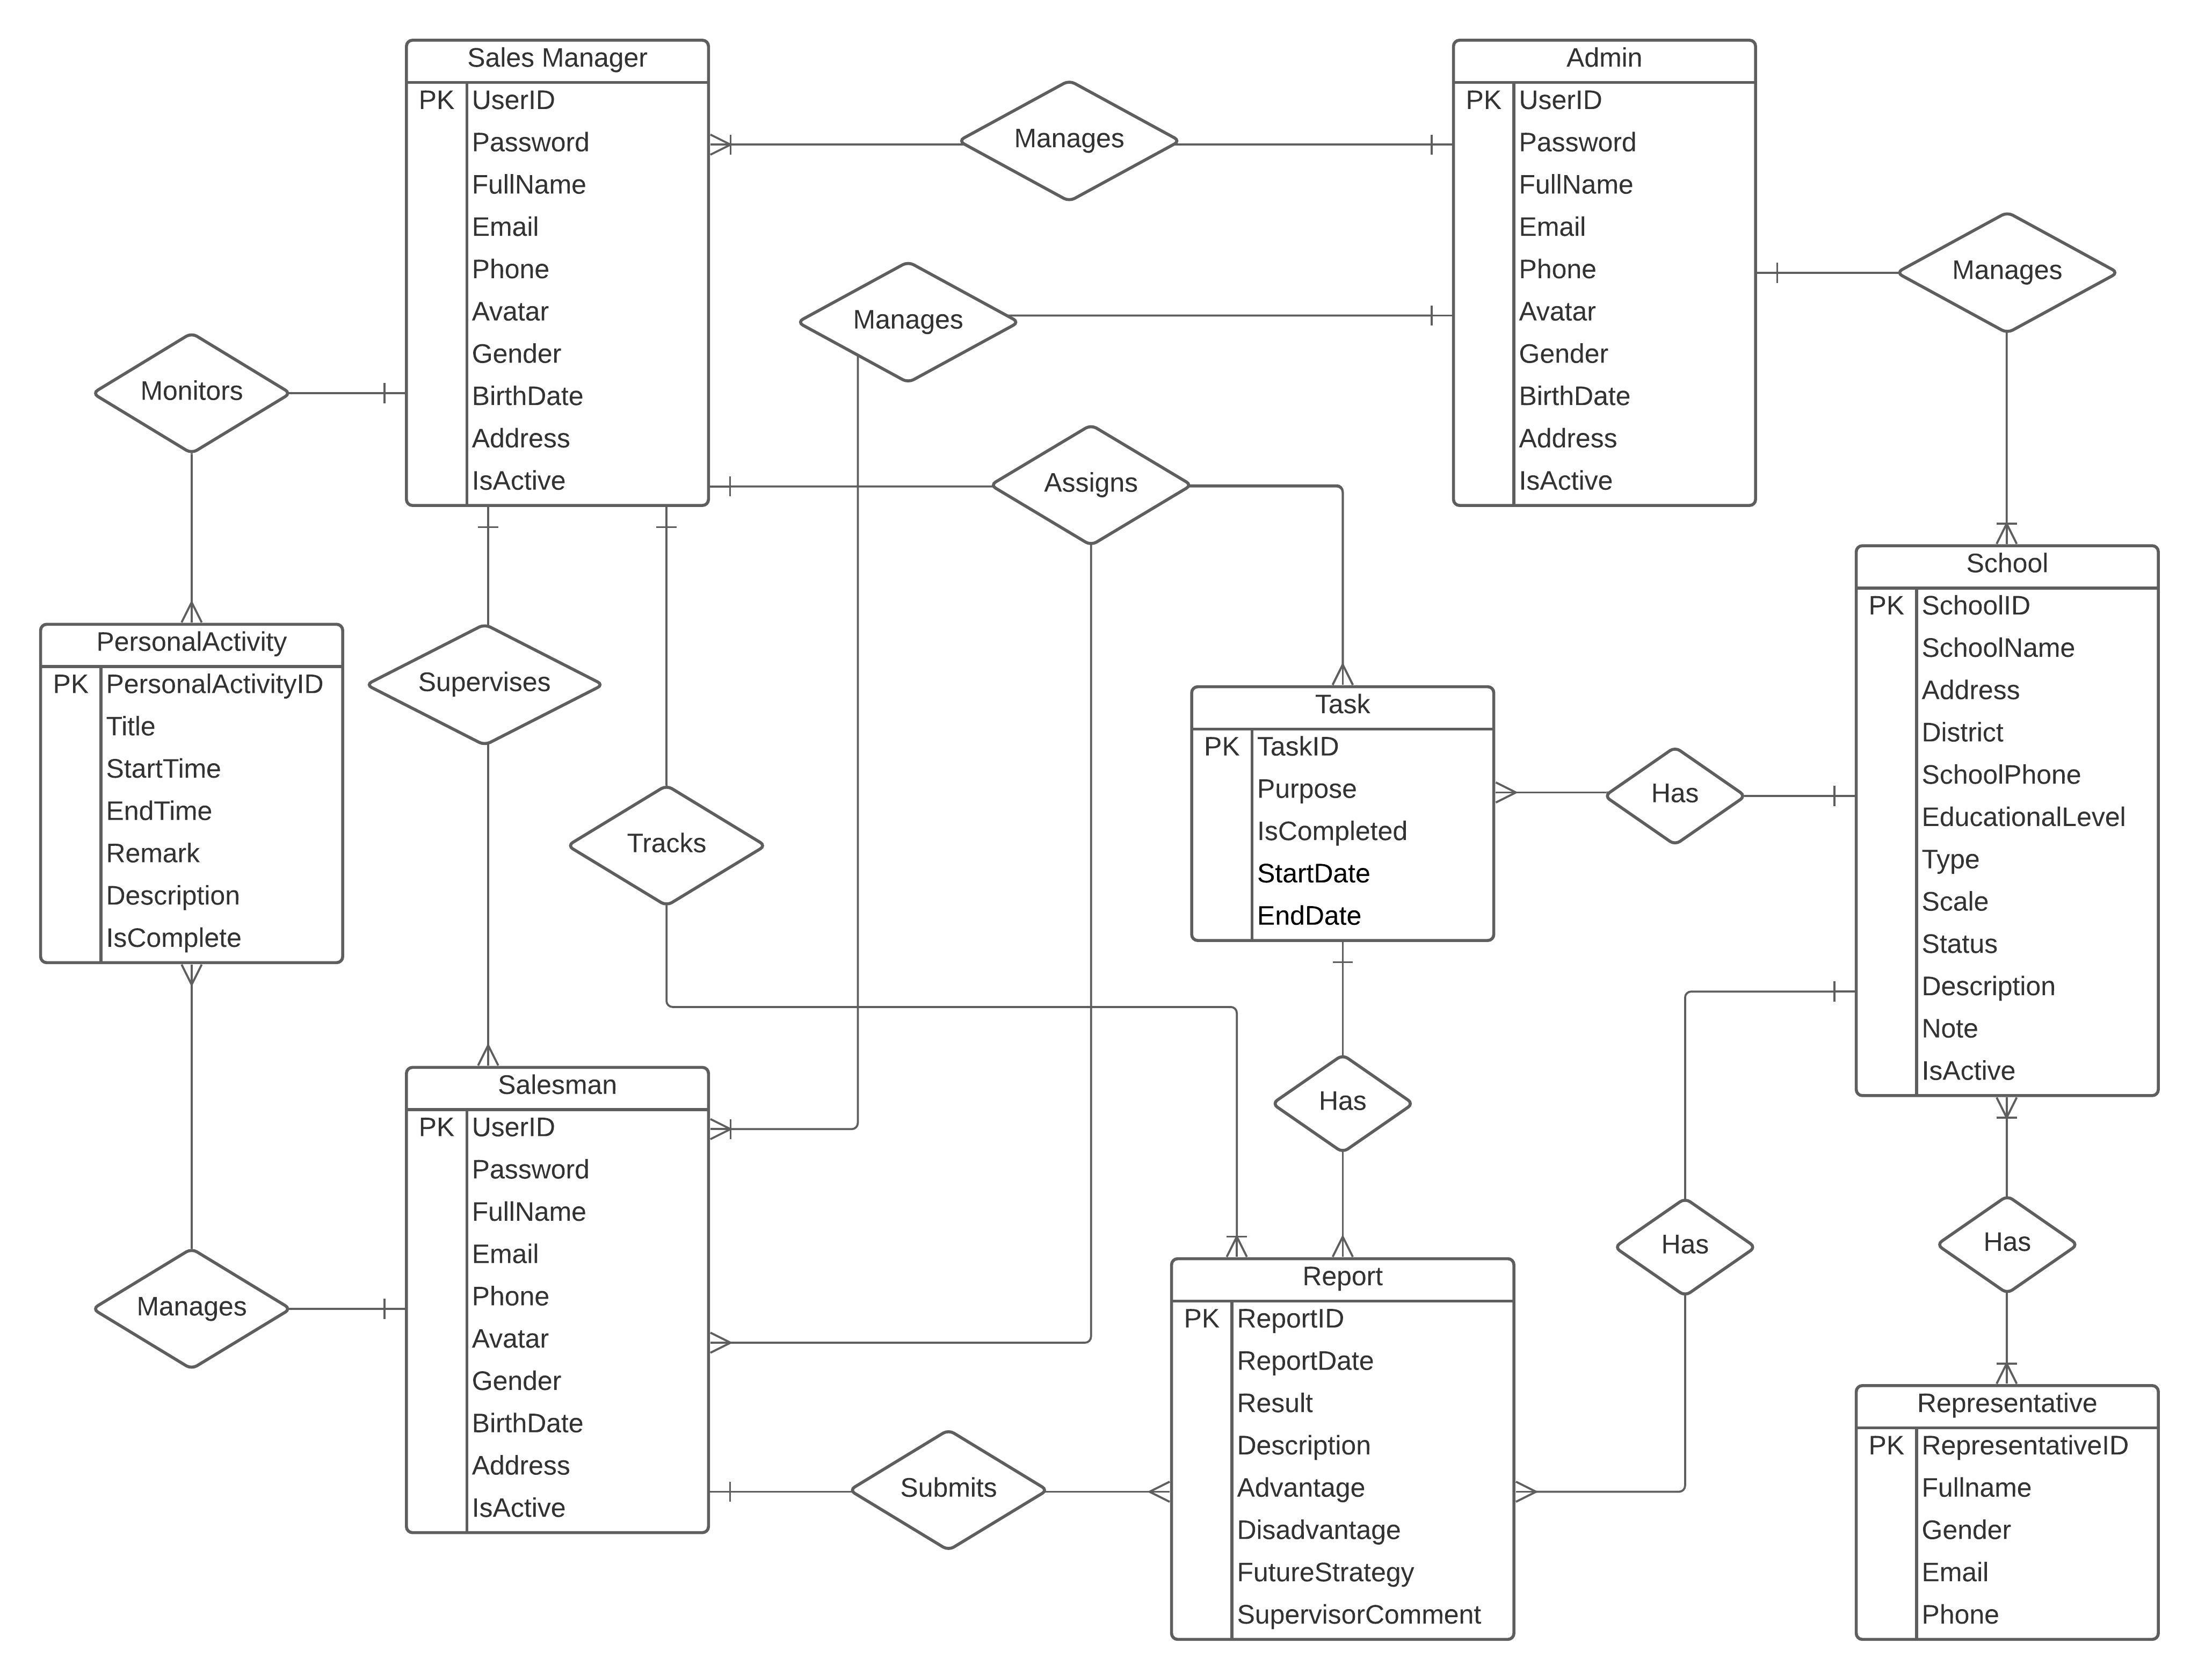 Sales Manager
PK UserID
Password
FullName
Email
Phone
Avatar
Gender
BirthDate
Address
IsActive
Manages
Admin
PK UserID
Password
FullName
Email
Phone
Avatar
Gender
BirthDate
Address
IsActive
Manages
Manages
Monitors
Assigns
PersonalActivity
PK PersonalActivityID
Title
StartTime
EndTime
Remark
Description
IsComplete
Supervises
Tracks
Task
PK TaskID
Purpose
IsCompleted
StartDate
EndDate
Has
School
PK SchoolID
SchoolName
Address
District
SchoolPhone
EducationalLevel
Type
Scale
Status
Description
Note
IsActive
Salesman
PK UserID
Password
FullName
Email
Phone
Avatar
Gender
BirthDate
Address
IsActive
Manages
Submits
Has
Report
PK ReportID
ReportDate
Result
Description
Advantage
Disadvantage
FutureStrategy
SupervisorComment
Has
Has
Representative
PK RepresentativeID
Fullname
Gender
Email
Phone